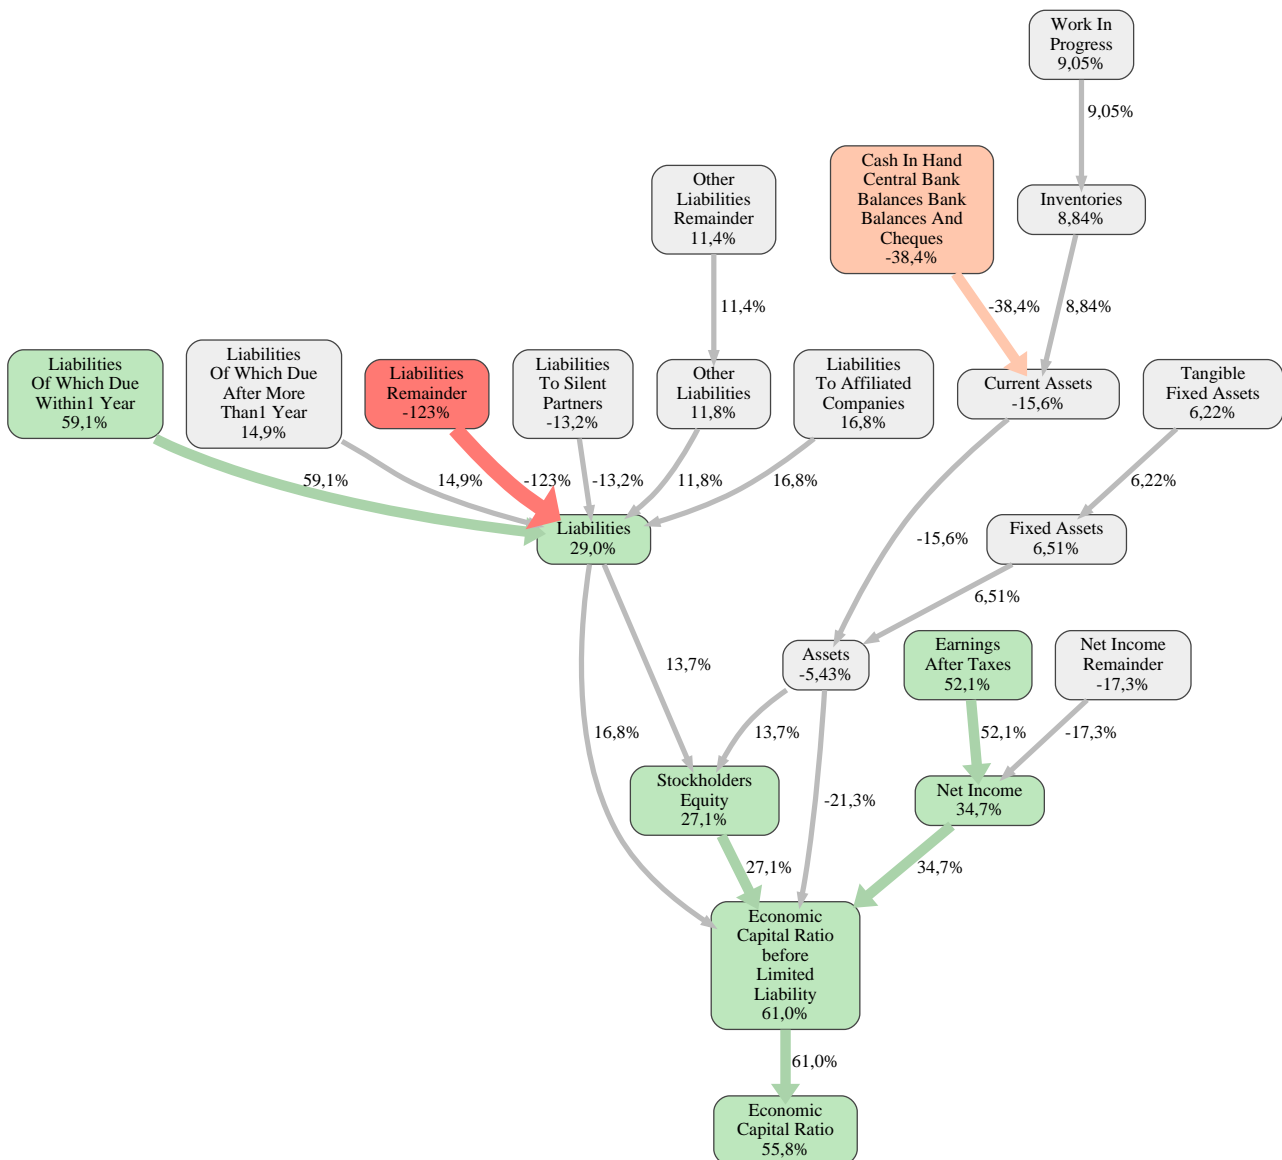 Work In
Progress
9,05%
9,05%
Cash In Hand
Central Bank
Balances Bank
Balances And
Cheques
-38,4%
Other
Liabilities
Remainder
11,4%
Inventories
8,84%
11,4%
-38,4%
8,84%
Liabilities
Of Which Due
Within1 Year
59,1%
Liabilities
Of Which Due
After More
Than1 Year
14,9%
Liabilities
Remainder
-123%
Liabilities
To Silent
Partners
-13,2%
Other
Liabilities
11,8%
Liabilities
To Affiliated
Companies
16,8%
Current Assets
-15,6%
Tangible
Fixed Assets
6,22%
59,1%
14,9%
-123%
-13,2%
11,8%
16,8%
6,22%
Liabilities
29,0%
-15,6%
Fixed Assets
6,51%
6,51%
Assets
-5,43%
Earnings
After Taxes
52,1%
Net Income
Remainder
-17,3%
13,7%
16,8%
13,7%
52,1%
-17,3%
Stockholders
Equity
27,1%
-21,3%
Net Income
34,7%
27,1%
34,7%
Economic
Capital Ratio
before
Limited
Liability
61,0%
61,0%
Economic
Capital Ratio
55,8%